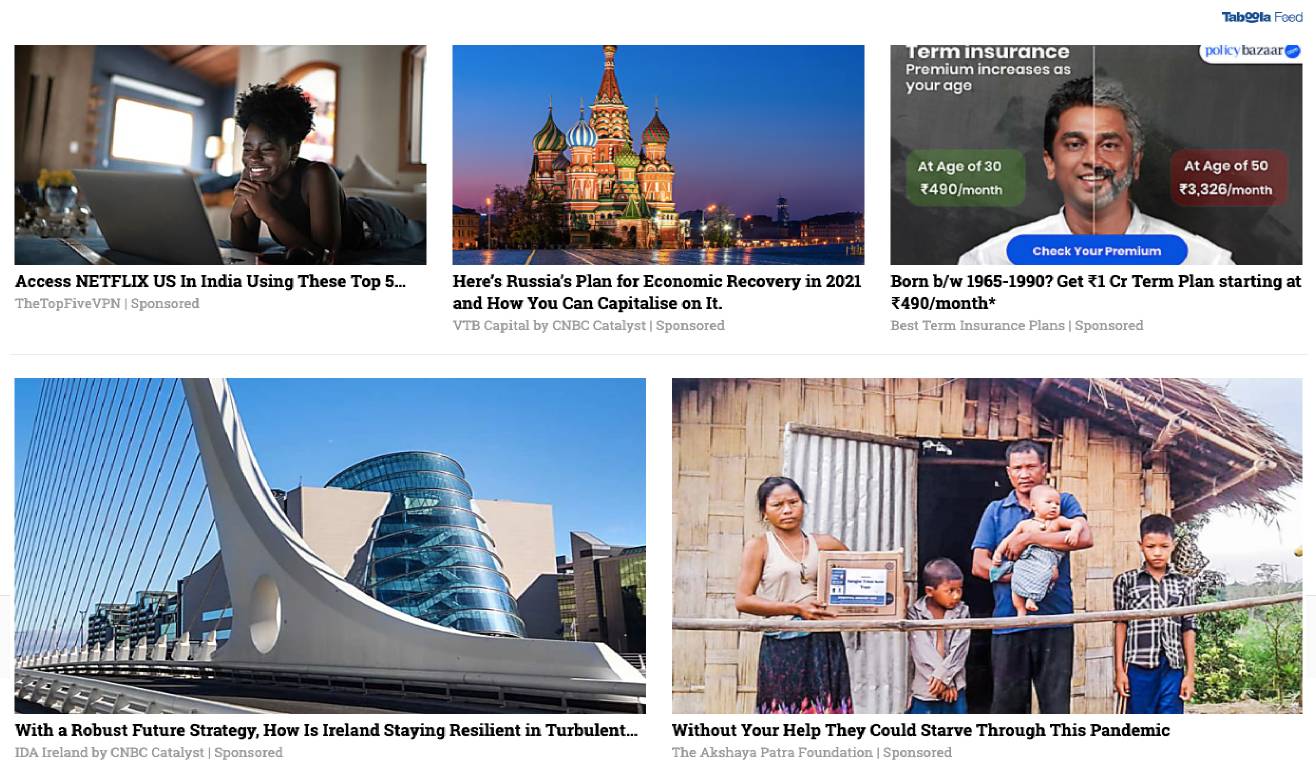 Taboola Feed
Term insurance
Premium increases as
your age
policybazaar
At Age of 30
₹490/month
At Age of 50
₹3,326/month
Check Your Premium
Access NETFLIX US In India Using These Top 5...
TheTopFiveVPN | Sponsored
Here's Russia's Plan for Economic Recovery in 2021
and How You Can Capitalise on It.
VTB Capital by CNBC Catalyst | Sponsored
Born b/w 1965-1990? Get ₹1 Cr Term Plan starting at
₹490/month*
Best Term Insurance Plans | Sponsored
With a Robust Future Strategy, How Is Ireland Staying Resilient in Turbulent...
IDA Ireland by CNBC Catalyst | Sponsored
Without Your Help They Could Starve Through This Pandemic
The Akshaya Patra Foundation | Sponsored